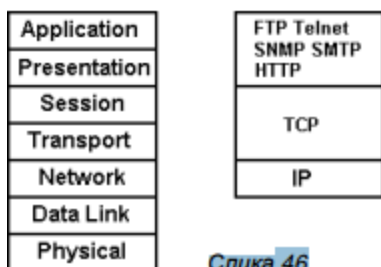 Application
Presentation
Session
Transport
Network
Data Link
Physical
FTP Telnet
SNMP SMTP
HTTP
TCP
IP
Слика 46